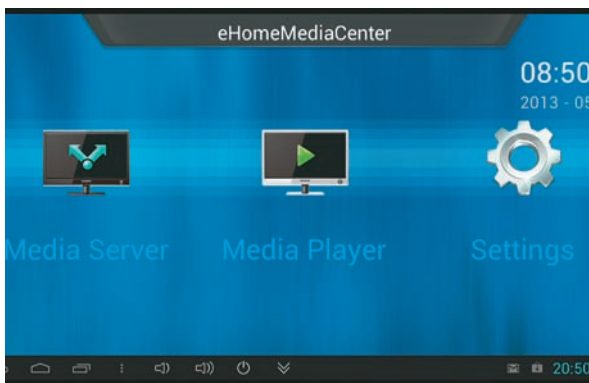 eHomeMediaCenter
08:50
2013 - 05
Media Server
Media Player
Settings
20:50